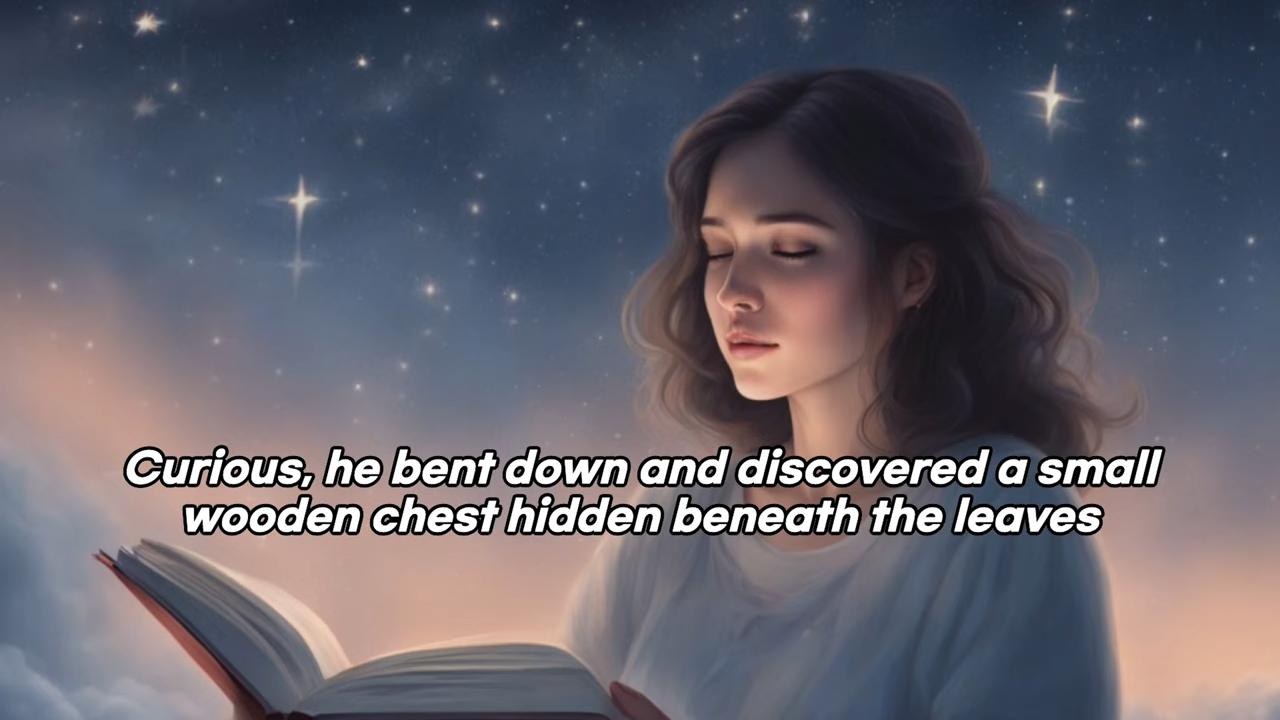 Curious, he bent down and discovered a small
wooden chest hidden beneath the leaves